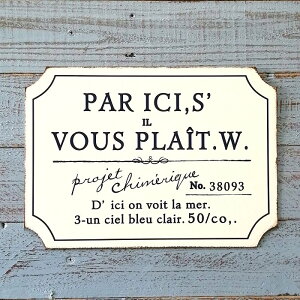 PAR ICI,S'
IL
VOUS PLAÎT.W.
projet chimérique
No. 38093
D' ici on voit la mer.
3-un ciel bleu clair. 50/co,.